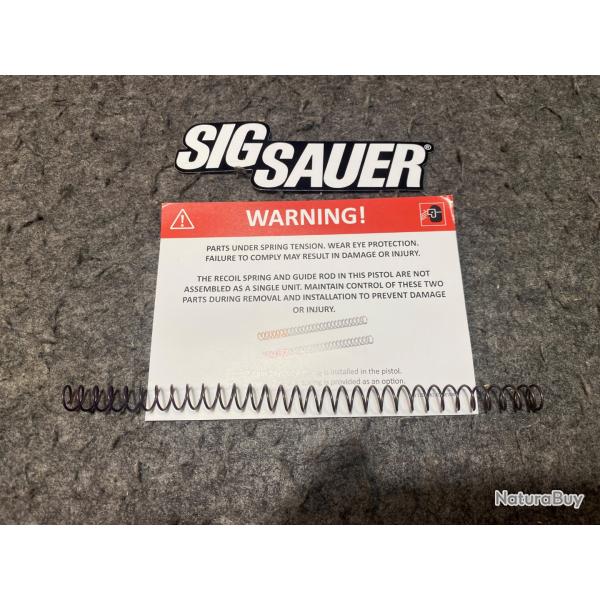 SIG SAUER®
WARNING!
PARTS UNDER SPRING TENSION. WEAR EYE PROTECTION.
FAILURE TO COMPLY MAY RESULT IN DAMAGE OR INJURY.
THE RECOIL SPRING AND GUIDE ROD IN THIS PISTOL ARE NOT
ASSEMBLED AS A SINGLE UNIT. MAINTAIN CONTROL OF THESE TWO
PARTS DURING REMOVAL AND INSTALLATION TO PREVENT DAMAGE
OR INJURY.
is installed in the pistol.
is provided as an option.
NaturaBuy